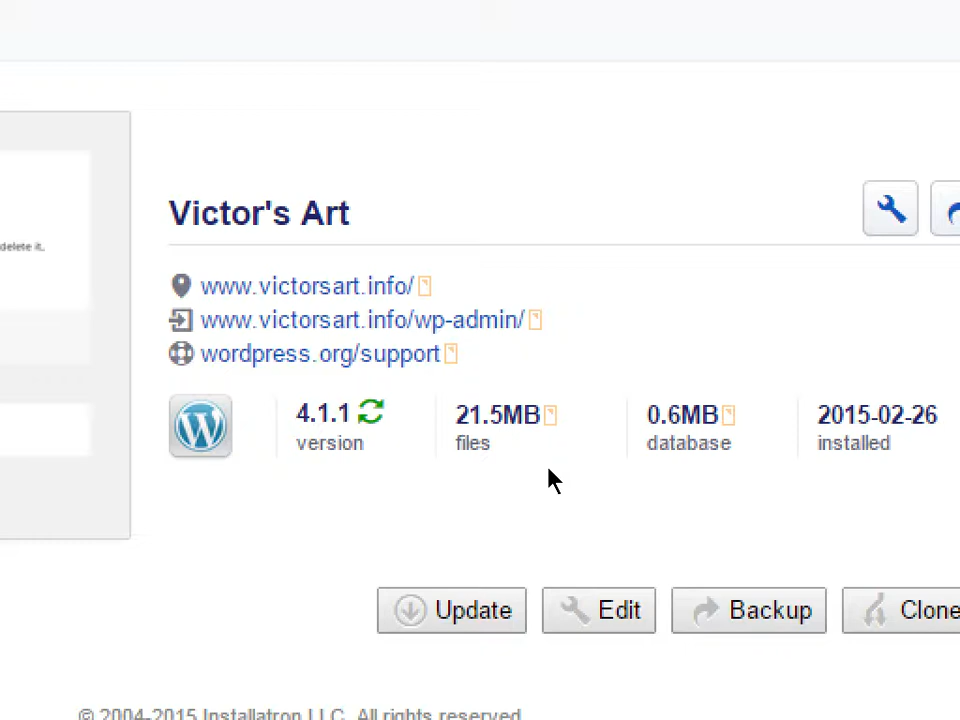 Victor's Art
delete it.
www.victorsart.info/
www.victorsart.info/wp-admin/
wordpress.org/support
4.1.1 21.5MB 0.6MB 2015-02-26
version files database installed
Update Edit Backup Clone
© 2004-2015 Installatron LLC. All rights reserved.